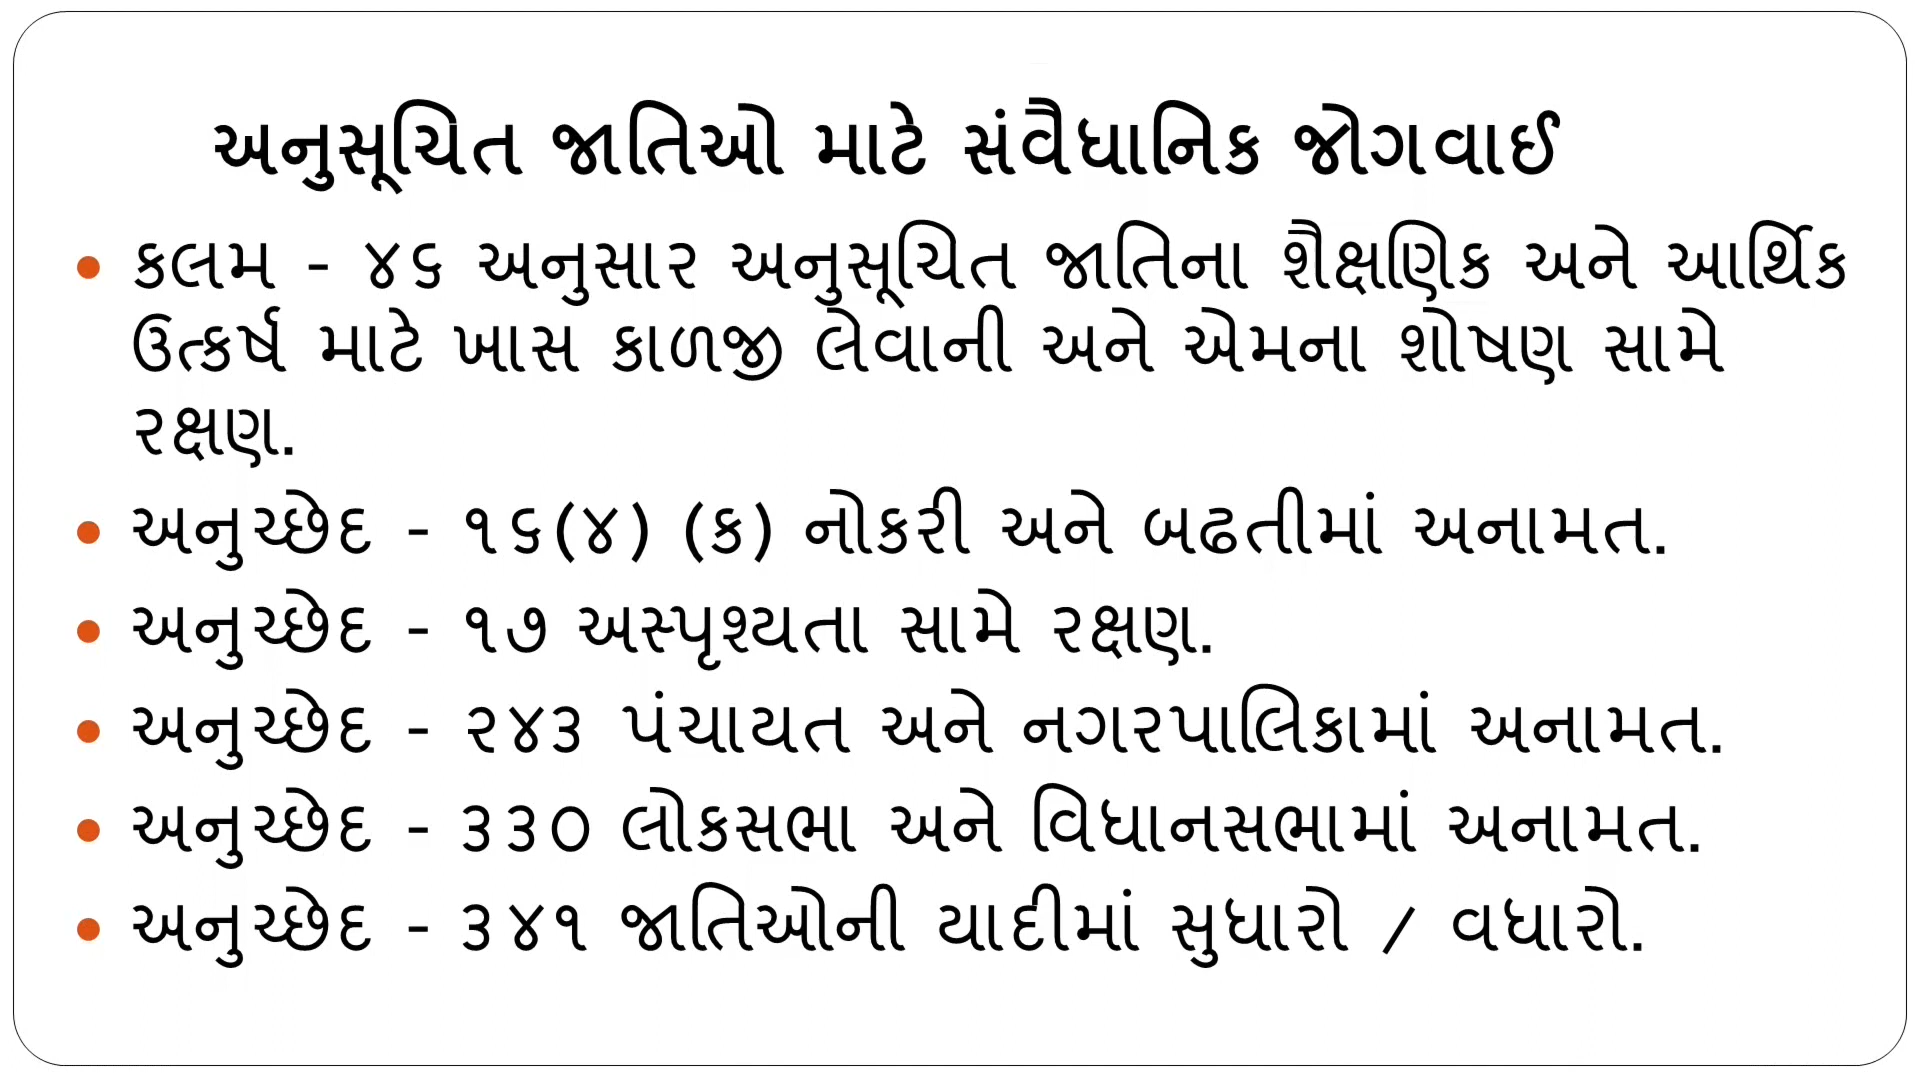 અનુસૂચિત જાતિઓ માટે સંવૈધાનિક જોગવાઈ
• કલમ - ૪૬ અનુસાર અનુસૂચિત જાતિના શૈક્ષણિક અને આર્થિક
ઉત્કર્ષ માટે ખાસ કાળજી લેવાની અને એમના શોષણ સામે
રક્ષણ.
• અનુચ્છેદ - ૧૬(૪) (ક) નોકરી અને બઢતીમાં અનામત.
• અનુચ્છેદ - ૧૭ અસ્પૃશ્યતા સામે રક્ષણ.
• અનુચ્છેદ - ૨૪૩ પંચાયત અને નગરપાલિકામાં અનામત.
• અનુચ્છેદ - ૩૩૦ લોકસભા અને વિધાનસભામાં અનામત.
• અનુચ્છેદ - ૩૪૧ જાતિઓની યાદીમાં સુધારો / વધારો.